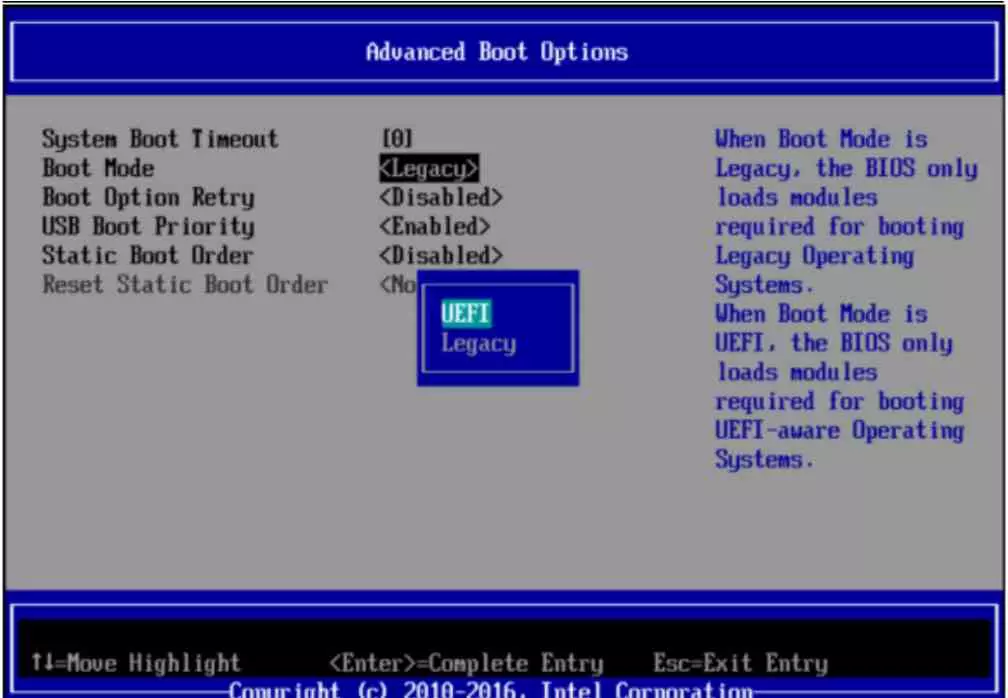 Advanced Boot Options
System Boot Timeout [0]
Boot Mode <Legacy>
Boot Option Retry <Disabled>
USB Boot Priority <Enabled>
Static Boot Order <Disabled>
Reset Static Boot Order <No
UEFI
Legacy
When Boot Mode is
Legacy, the BIOS only
loads modules
required for booting
Legacy Operating
Systems.
When Boot Mode is
UEFI, the BIOS only
loads modules
required for booting
UEFI-aware Operating
Systems.
↑↓=Move Highlight <Enter>=Complete Entry Esc=Exit Entry
Copyright (c) 2010-2016, Intel Corporation